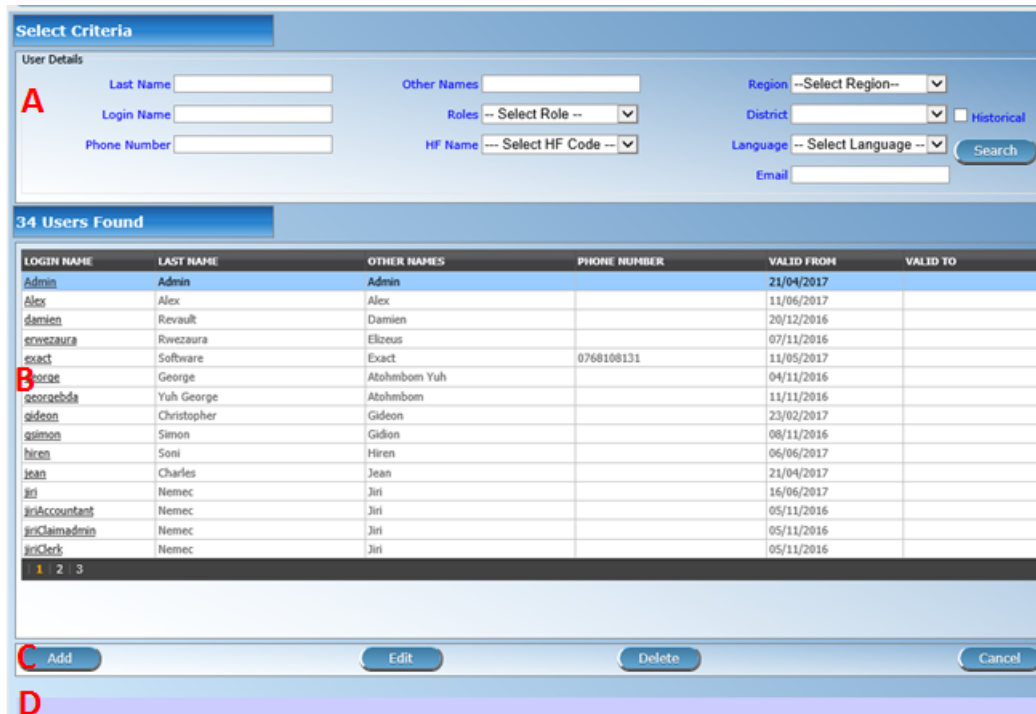 Select Criteria
User Details
A
Last Name Other Names Region --Select Region--
Login Name Roles -- Select Role -- District Historical
Phone Number HF Name --- Select HF Code --- Language -- Select Language -- Search
Email
34 Users Found
LOGIN NAME LAST NAME OTHER NAMES PHONE NUMBER VALID FROM VALID TO
Admin Admin Admin 21/04/2017
Alex Alex Alex 11/06/2017
damien Revault Damien 20/12/2016
erwezaura Rwezaura Elizeus 07/11/2016
exact Software Exact 0768108131 11/05/2017
george George Atohmbom Yuh 04/11/2016
B
georgebda Yuh George Atohmbom 11/11/2016
gideon Christopher Gideon 23/02/2017
gsimon Simon Gidion 08/11/2016
hiren Soni Hiren 06/06/2017
jean Charles Jean 21/04/2017
jiri Nemec Jiri 16/06/2017
jiriAccountant Nemec Jiri 05/11/2016
jiriClaimadmin Nemec Jiri 05/11/2016
jiriClerk Nemec Jiri 05/11/2016
1 2 3
C Add Edit Delete Cancel
D